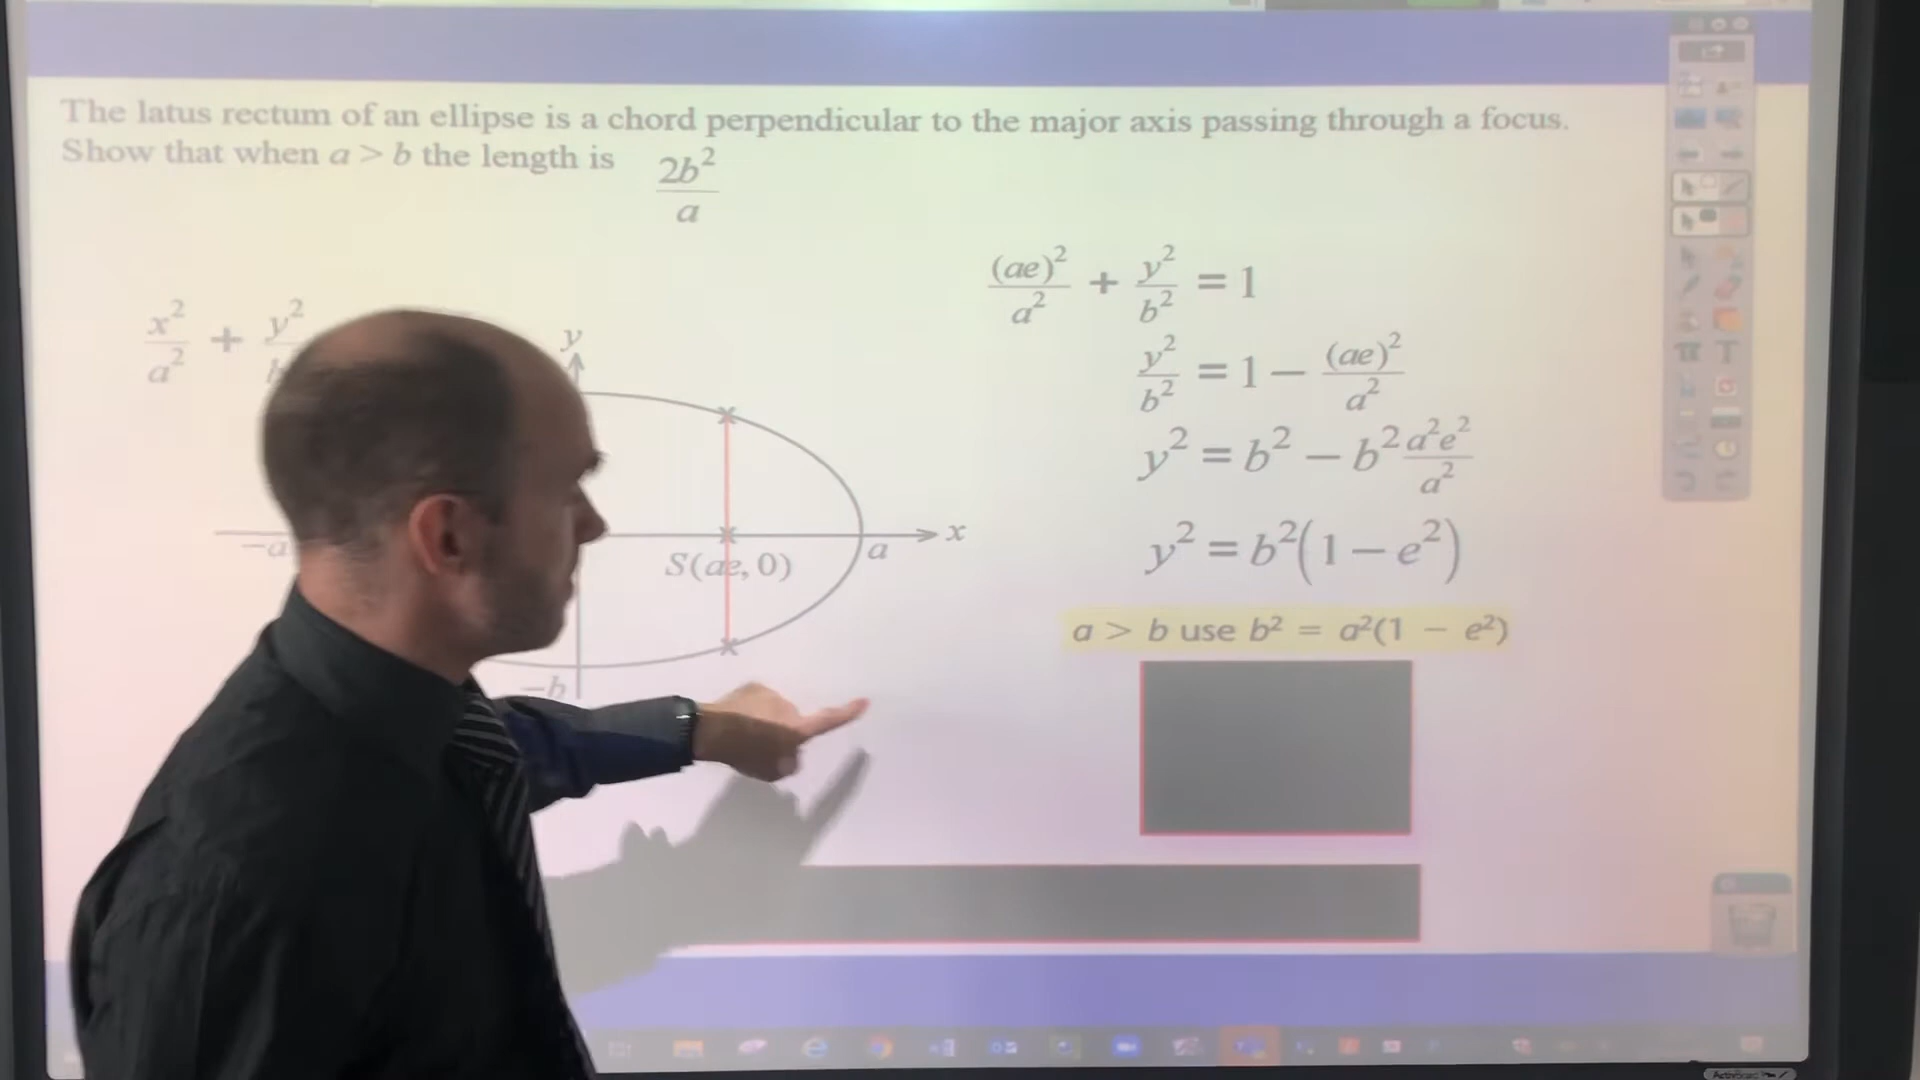 The latus rectum of an ellipse is a chord perpendicular to the major axis passing through a focus.
Show that when a > b the length is 2b²/a
x²/a² + y²/
y
-a
S(ae, 0)
a
x
-b
(ae)²/a² + y²/b² = 1
y²/b² = 1 − (ae)²/a²
y² = b² − b² a²e²/a²
y² = b²(1 − e²)
a > b use b² = a²(1 − e²)